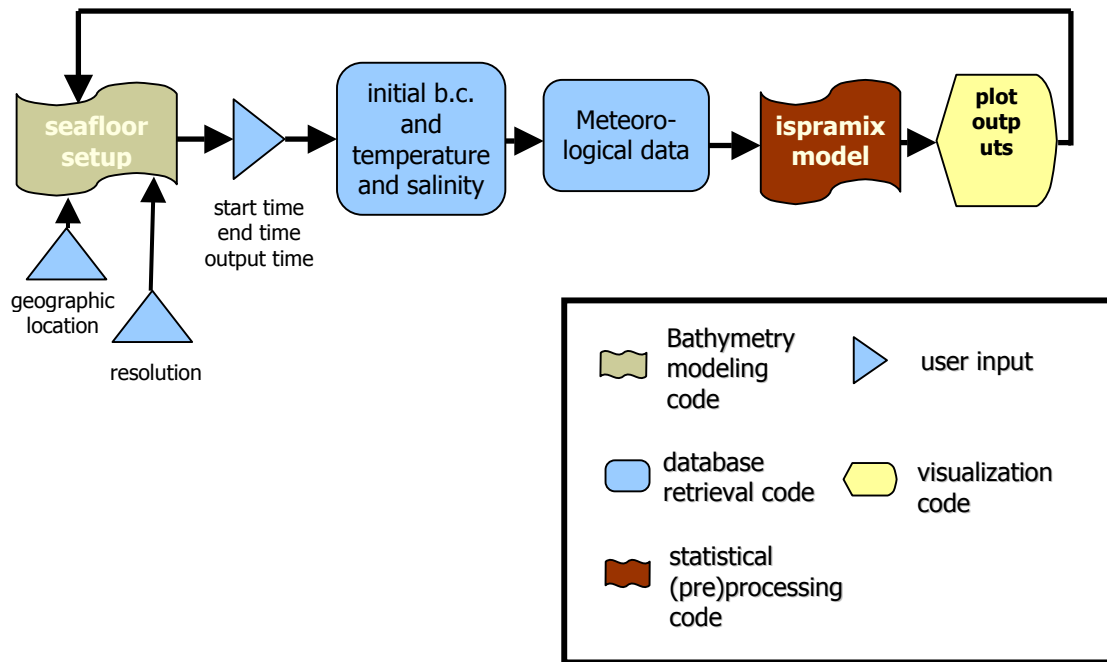 seafloor
setup
initial b.c.
and
temperature
and salinity
Meteoro-
logical data
ispramix
model
plot
outp
uts
start time
end time
output time
geographic
location
resolution
Bathymetry
modeling
code
user input
database
retrieval code
visualization
code
statistical
(pre)processing
code